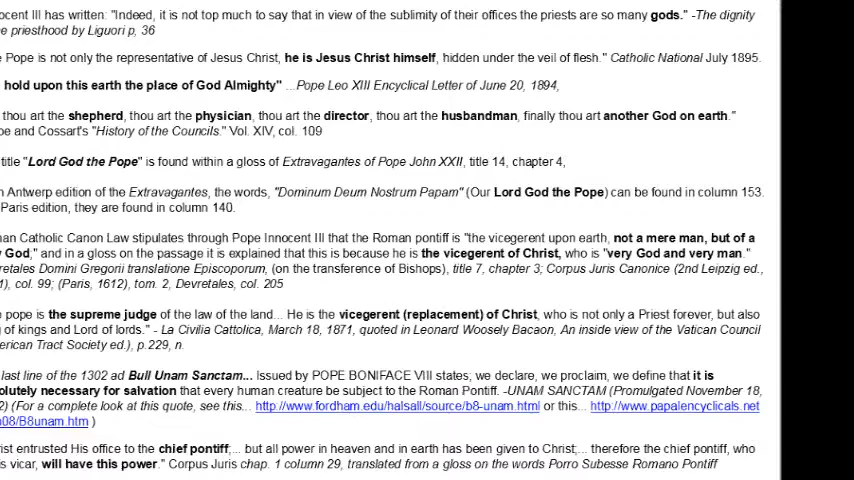 ocent III has written: "Indeed, it is not top much to say that in view of the sublimity of their offices the priests are so many gods." -The dignity
e priesthood by Liguori p, 36
e Pope is not only the representative of Jesus Christ, he is Jesus Christ himself, hidden under the veil of flesh." Catholic National July 1895.
hold upon this earth the place of God Almighty" ...Pope Leo XIII Encyclical Letter of June 20, 1894,
thou art the shepherd, thou art the physician, thou art the director, thou art the husbandman, finally thou art another God on earth."
be and Cossart's "History of the Councils." Vol. XIV, col. 109
title "Lord God the Pope" is found within a gloss of Extravagantes of Pope John XXII, title 14, chapter 4,
n Antwerp edition of the Extravagantes, the words, "Dominum Deum Nostrum Papam" (Our Lord God the Pope) can be found in column 153.
Paris edition, they are found in column 140.
nan Catholic Canon Law stipulates through Pope Innocent III that the Roman pontiff is "the vicegerent upon earth, not a mere man, but of a
y God;" and in a gloss on the passage it is explained that this is because he is the vicegerent of Christ, who is "very God and very man."
retales Domini Gregorii translatione Episcoporum, (on the transference of Bishops), title 7, chapter 3; Corpus Juris Canonice (2nd Leipzig ed.,
1), col. 99; (Paris, 1612), tom. 2, Devretales, col. 205
e pope is the supreme judge of the law of the land... He is the vicegerent (replacement) of Christ, who is not only a Priest forever, but also
g of kings and Lord of lords." - La Civilia Cattolica, March 18, 1871, quoted in Leonard Woosely Bacaon, An inside view of the Vatican Council
erican Tract Society ed.), p.229, n.
last line of the 1302 ad Bull Unam Sanctam... Issued by POPE BONIFACE VIII states; we declare, we proclaim, we define that it is
olutely necessary for salvation that every human creature be subject to the Roman Pontiff. -UNAM SANCTAM (Promulgated November 18,
2) (For a complete look at this quote, see this... http://www.fordham.edu/halsall/source/b8-unam.html or this... http://www.papalencyclicals.net
n08/B8unam.htm )
rist entrusted His office to the chief pontiff;... but all power in heaven and in earth has been given to Christ;... therefore the chief pontiff, who
is vicar, will have this power." Corpus Juris chap. 1 column 29, translated from a gloss on the words Porro Subesse Romano Pontiff